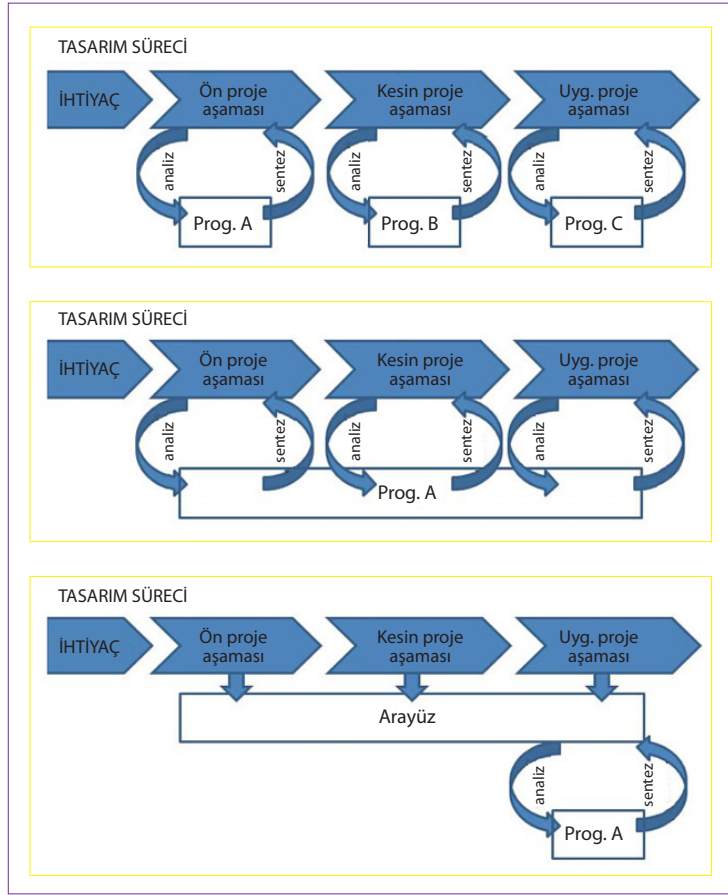 TASARIM SÜRECİ
İHTİYAÇ
Ön proje
aşaması
Kesin proje
aşaması
Uyg. proje
aşaması
analiz
sentez
analiz
sentez
analiz
sentez
Prog. A
Prog. B
Prog. C
TASARIM SÜRECİ
İHTİYAÇ
Ön proje
aşaması
Kesin proje
aşaması
Uyg. proje
aşaması
analiz
sentez
analiz
sentez
analiz
sentez
Prog. A
TASARIM SÜRECİ
İHTİYAÇ
Ön proje
aşaması
Kesin proje
aşaması
Uyg. proje
aşaması
Arayüz
analiz
sentez
Prog. A